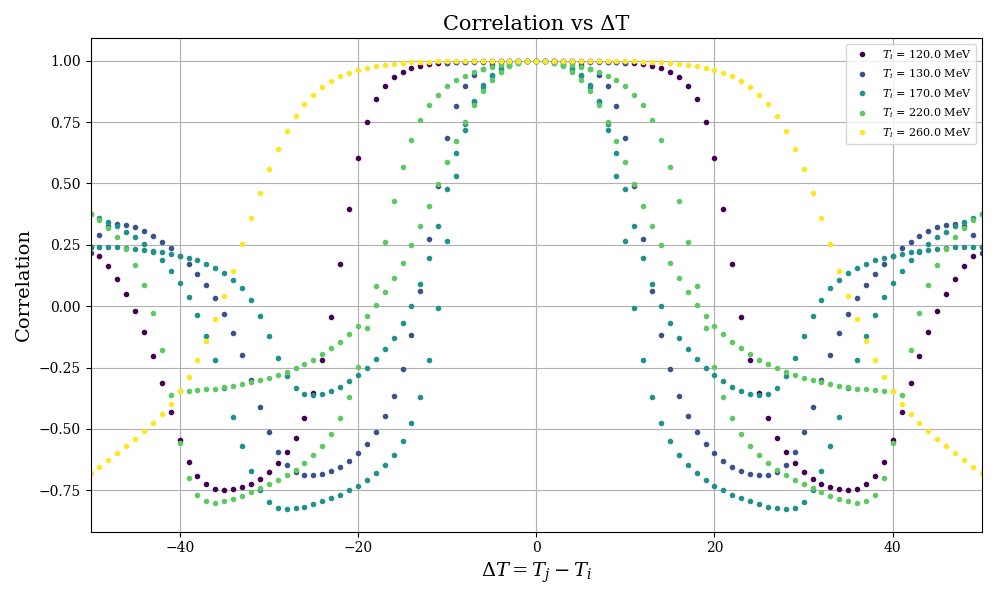 Correlation vs ΔT
1.00
0.75
0.50
0.25
0.00
−0.25
−0.50
−0.75
Correlation
−40
−20
0
20
40
ΔT = Tj − Ti
Ti = 120.0 MeV
Ti = 130.0 MeV
Ti = 170.0 MeV
Ti = 220.0 MeV
Ti = 260.0 MeV